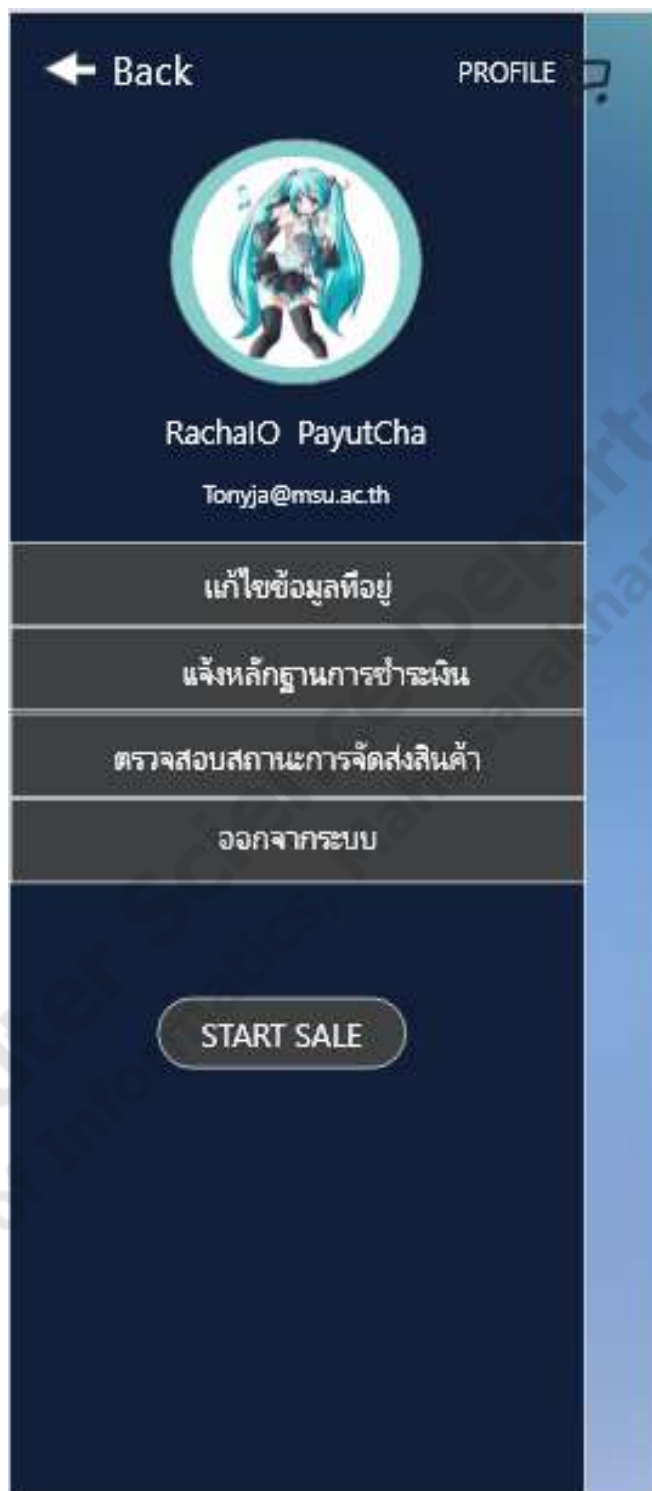 Back
PROFILE
RachaIO PayutCha
Tonyja@msu.ac.th
แก้ไขข้อมูลที่อยู่
แจ้งหลักฐานการชำระเงิน
ตรวจสอบสถานะการจัดส่งสินค้า
ออกจากระบบ
START SALE